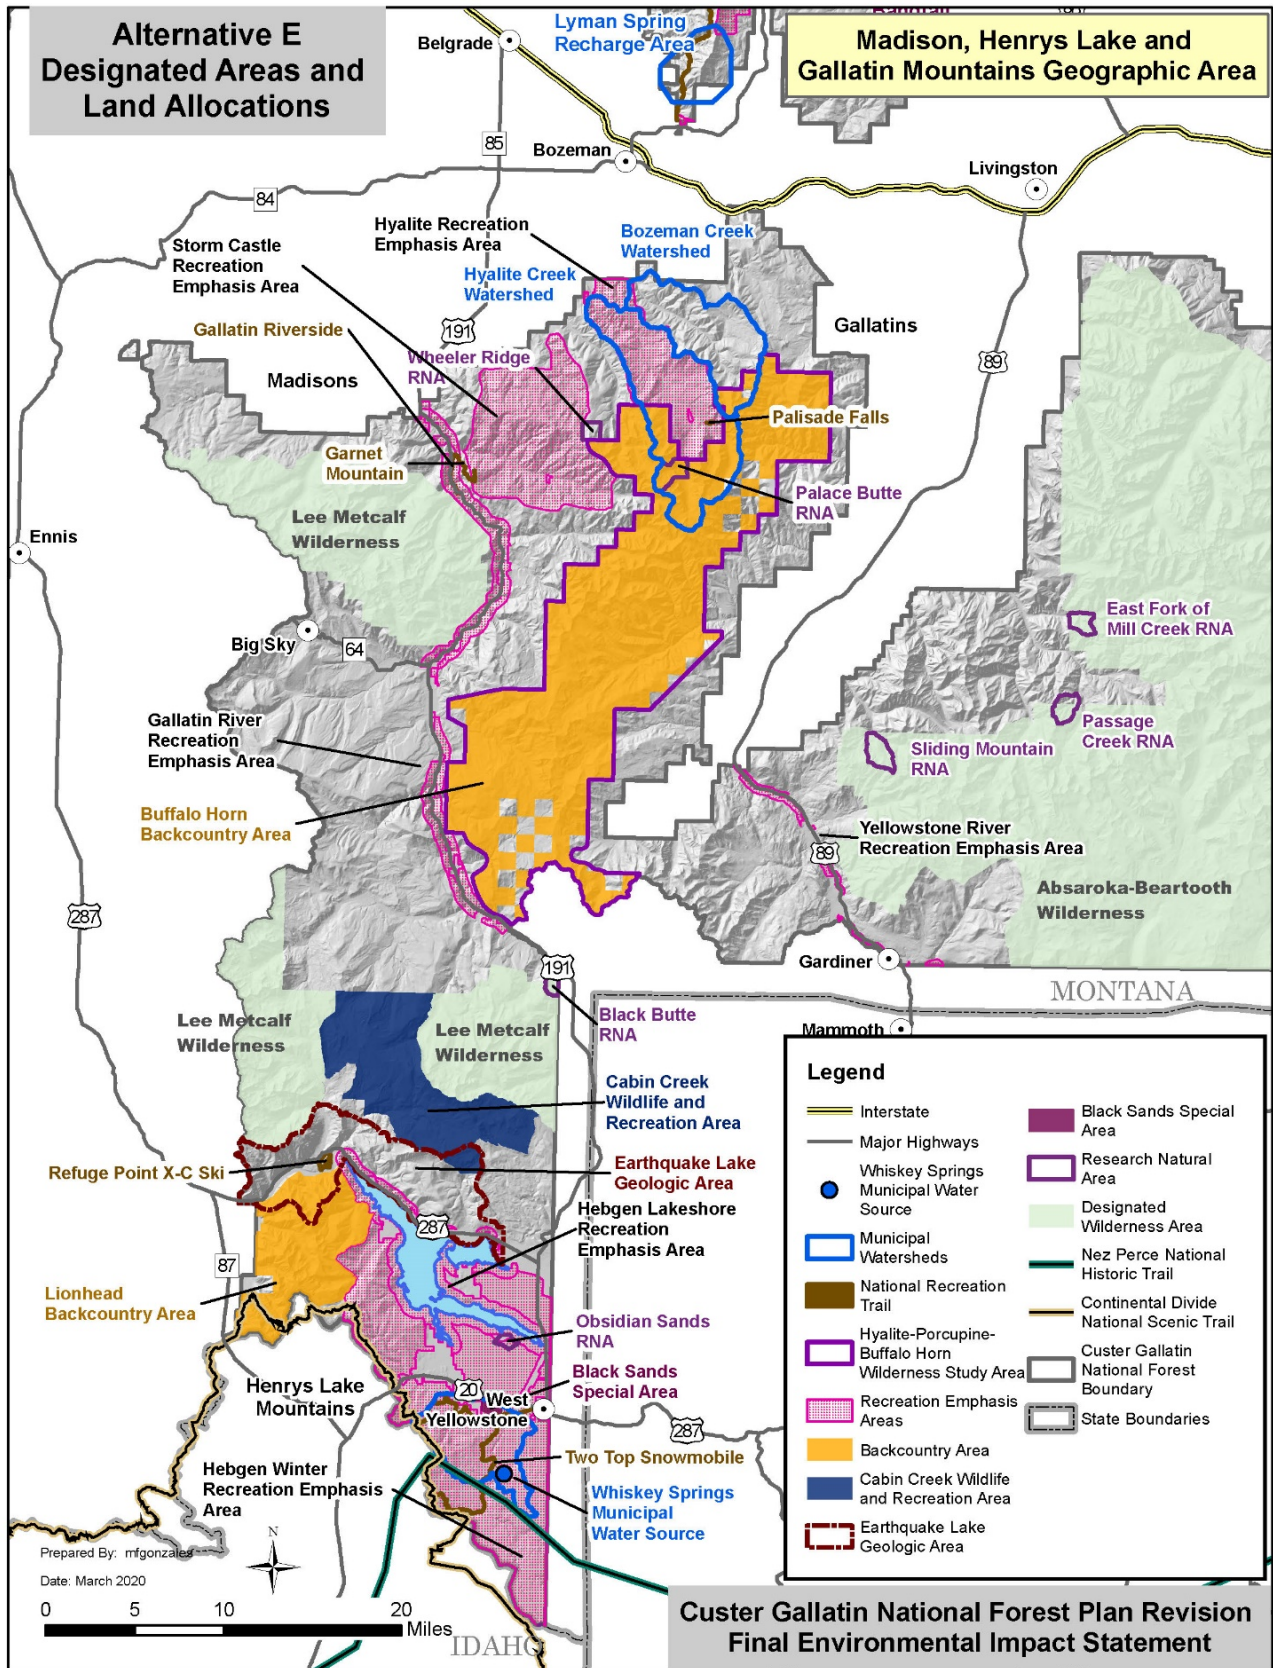 Alternative E
Designated Areas and
Land Allocations
Madison, Henrys Lake and
Gallatin Mountains Geographic Area
Lyman Spring
Recharge Area
Belgrade
85
Bozeman
Livingston
84
Hyalite Recreation
Emphasis Area
Bozeman Creek
Watershed
Storm Castle
Recreation
Emphasis Area
Hyalite Creek
Watershed
Gallatin Riverside
191
Gallatins
89
Wheeler Ridge
RNA
Madisons
Palisade Falls
Garnet
Mountain
Palace Butte
RNA
Lee Metcalf
Wilderness
Ennis
East Fork of
Mill Creek RNA
Big Sky
64
Gallatin River
Recreation
Emphasis Area
Passage
Creek RNA
Sliding Mountain
RNA
Buffalo Horn
Backcountry Area
Yellowstone River
Recreation Emphasis Area
89
Absaroka-Beartooth
Wilderness
287
Gardiner
191
MONTANA
Black Butte
RNA
Mammoth
Lee Metcalf
Wilderness
Lee Metcalf
Wilderness
Cabin Creek
Wildlife and
Recreation Area
Refuge Point X-C Ski
Earthquake Lake
Geologic Area
Hebgen Lakeshore
Recreation
Emphasis Area
287
87
Lionhead
Backcountry Area
Obsidian Sands
RNA
Black Sands
Special Area
Henrys Lake
Mountains
20
West
Yellowstone
287
Two Top Snowmobile
Hebgen Winter
Recreation Emphasis
Area
Whiskey Springs
Municipal
Water Source
N
Prepared By: mfgonzales
Date: March 2020
0 5 10 20
Miles
IDAHO
Legend
Interstate
Major Highways
Whiskey Springs
Municipal Water
Source
Municipal
Watersheds
National Recreation
Trail
Hyalite-Porcupine-
Buffalo Horn
Wilderness Study Area
Recreation Emphasis
Areas
Backcountry Area
Cabin Creek Wildlife
and Recreation Area
Earthquake Lake
Geologic Area
Black Sands Special
Area
Research Natural
Area
Designated
Wilderness Area
Nez Perce National
Historic Trail
Continental Divide
National Scenic Trail
Custer Gallatin
National Forest
Boundary
State Boundaries
Custer Gallatin National Forest Plan Revision
Final Environmental Impact Statement